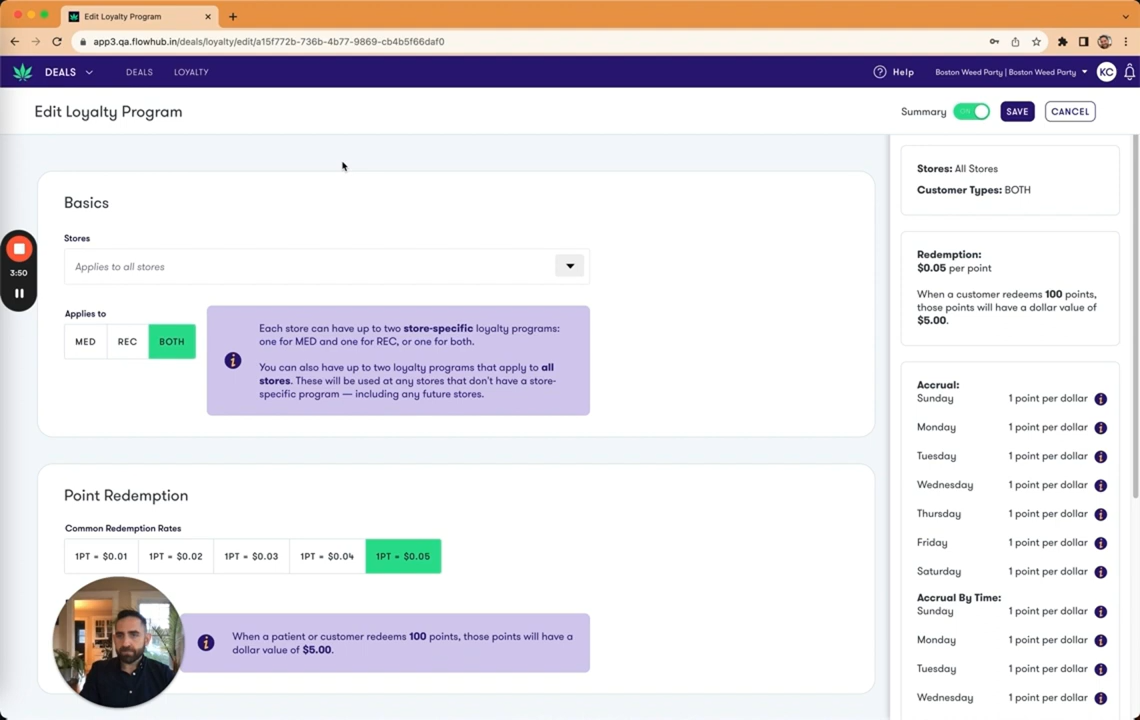 Edit Loyalty Program
app3.qa.flowhub.in/deals/loyalty/edit/a15f772b-736b-4b77-9869-cb4b5f66daf0
DEALS
DEALS
LOYALTY
Help
Boston Weed Party | Boston Weed Party
KC
Edit Loyalty Program
Summary
ON
SAVE
CANCEL
Basics
Stores
Applies to all stores
Applies to
MED
REC
BOTH
Each store can have up to two store-specific loyalty programs:
one for MED and one for REC, or one for both.
You can also have up to two loyalty programs that apply to all
stores. These will be used at any stores that don't have a store-
specific program — including any future stores.
3:50
Point Redemption
Common Redemption Rates
1PT = $0.01
1PT = $0.02
1PT = $0.03
1PT = $0.04
1PT = $0.05
When a patient or customer redeems 100 points, those points will have a
dollar value of $5.00.
Stores: All Stores
Customer Types: BOTH
Redemption:
$0.05 per point
When a customer redeems 100 points,
those points will have a dollar value of
$5.00.
Accrual:
Sunday 1 point per dollar
Monday 1 point per dollar
Tuesday 1 point per dollar
Wednesday 1 point per dollar
Thursday 1 point per dollar
Friday 1 point per dollar
Saturday 1 point per dollar
Accrual By Time:
Sunday 1 point per dollar
Monday 1 point per dollar
Tuesday 1 point per dollar
Wednesday 1 point per dollar